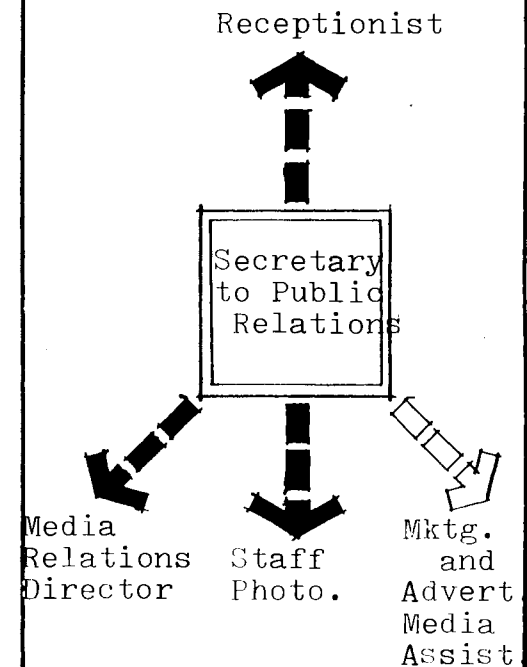 Receptionist
Secretary
to Public
Relations
Media
Relations
Director
Staff
Photo.
Mktg.
and
Advert.
Media
Assist.